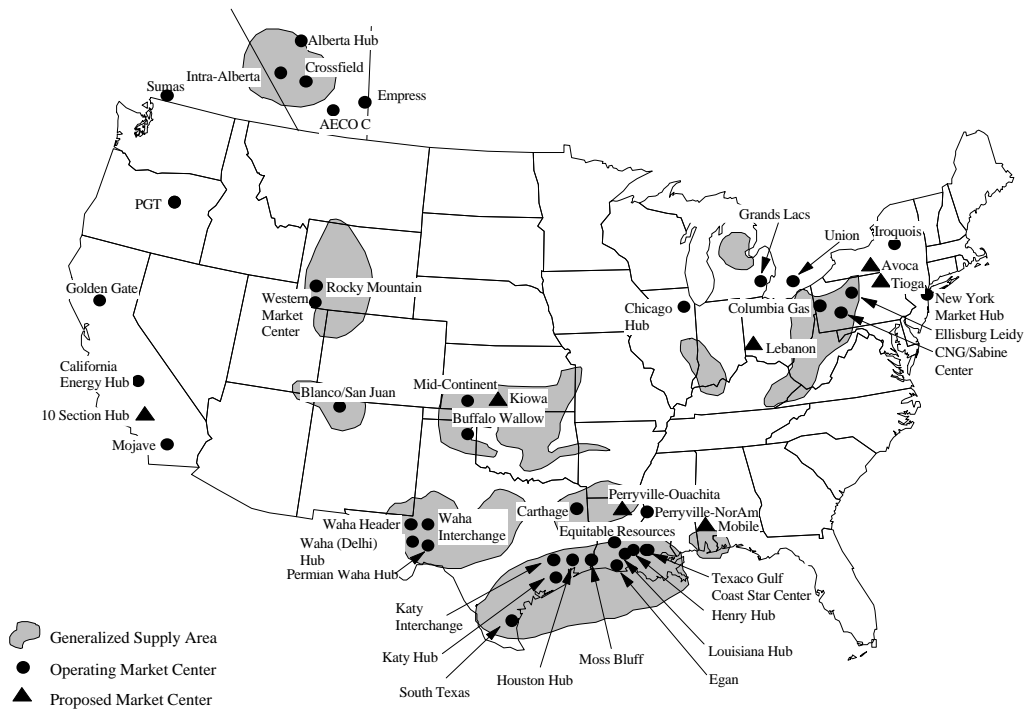 Alberta Hub
Intra-Alberta
Crossfield
Sumas
Empress
AECO C
PGT
Grands Lacs
Union
Iroquois
Avoca
Tioga
Golden Gate
Rocky Mountain
Western
Market
Center
Chicago
Hub
Columbia Gas
New York
Market Hub
Ellisburg Leidy
CNG/Sabine
Center
Lebanon
California
Energy Hub
Blanco/San Juan
Mid-Continent
Kiowa
10 Section Hub
Buffalo Wallow
Mojave
Perryville-Ouachita
Carthage
Perryville-NorAm
Waha Header
Waha
Interchange
Mobile
Equitable Resources
Waha (Delhi)
Hub
Permian Waha Hub
Texaco Gulf
Coast Star Center
Katy
Interchange
Henry Hub
Generalized Supply Area
Katy Hub
Moss Bluff
Louisiana Hub
Operating Market Center
Houston Hub
Egan
South Texas
Proposed Market Center